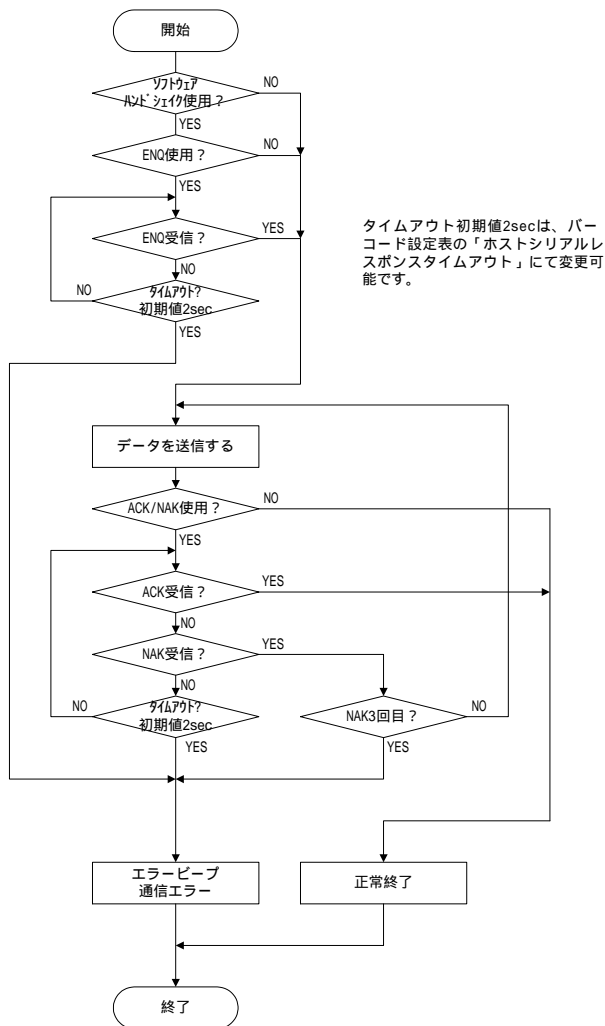 開始
ｿﾌﾄｳｪｱ
ﾊﾝﾄﾞｼｪｲｸ使用？
NO
YES
ENQ使用？
NO
YES
ENQ受信？
YES
NO
ﾀｲﾑｱｳﾄ?
初期値2sec
NO
YES
タイムアウト初期値2secは、バー
コード設定表の「ホストシリアルレ
スポンスタイムアウト」にて変更可
能です。
データを送信する
ACK/NAK使用？
NO
YES
ACK受信？
YES
NO
NAK受信？
YES
NO
ﾀｲﾑｱｳﾄ?
初期値2sec
NO
YES
NAK3回目？
NO
YES
エラービープ
通信エラー
正常終了
終了